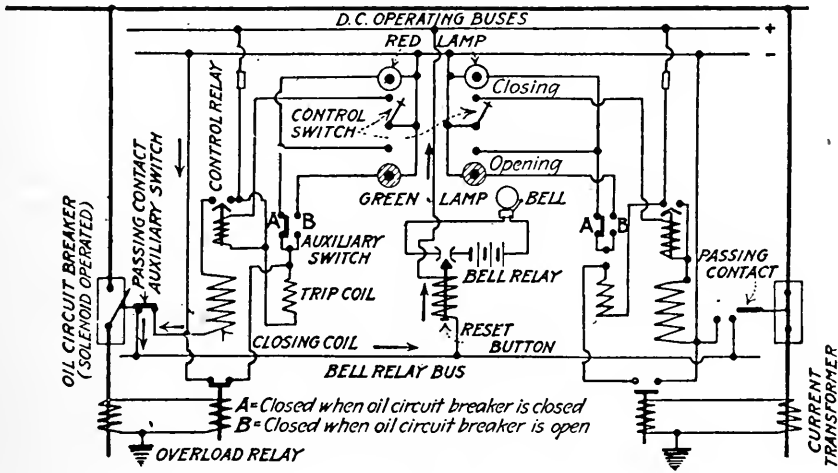 D.C. OPERATING BUSES
+
RED LAMP
-
Closing
CONTROL
SWITCH
CONTROL RELAY
PASSING CONTACT
AUXILIARY SWITCH
OIL CIRCUIT BREAKER
(SOLENOID OPERATED)
Opening
GREEN LAMP
BELL
A B
AUXILIARY
SWITCH
A B
PASSING
CONTACT
BELL RELAY
TRIP COIL
RESET
BUTTON
CLOSING COIL
BELL RELAY BUS
A=Closed when oil circuit breaker is closed
B=Closed when oil circuit breaker is open
OVERLOAD RELAY
CURRENT
TRANSFORMER